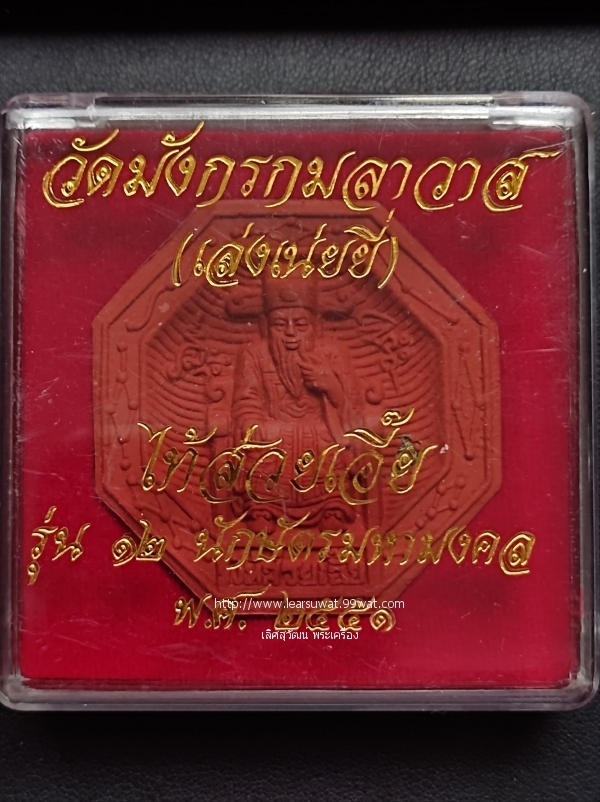 วัดมังกรกมลาวาส
(เล่งเน่ยยี่)
ไท้ส่วยเอี๊ย
รุ่น ๑๒ นักษัตรมหามงคล
http://www.learsuwat.99wat.com
พ.ศ. ๒๕๕๑
เลิศสุวัฒน พระเครื่อง